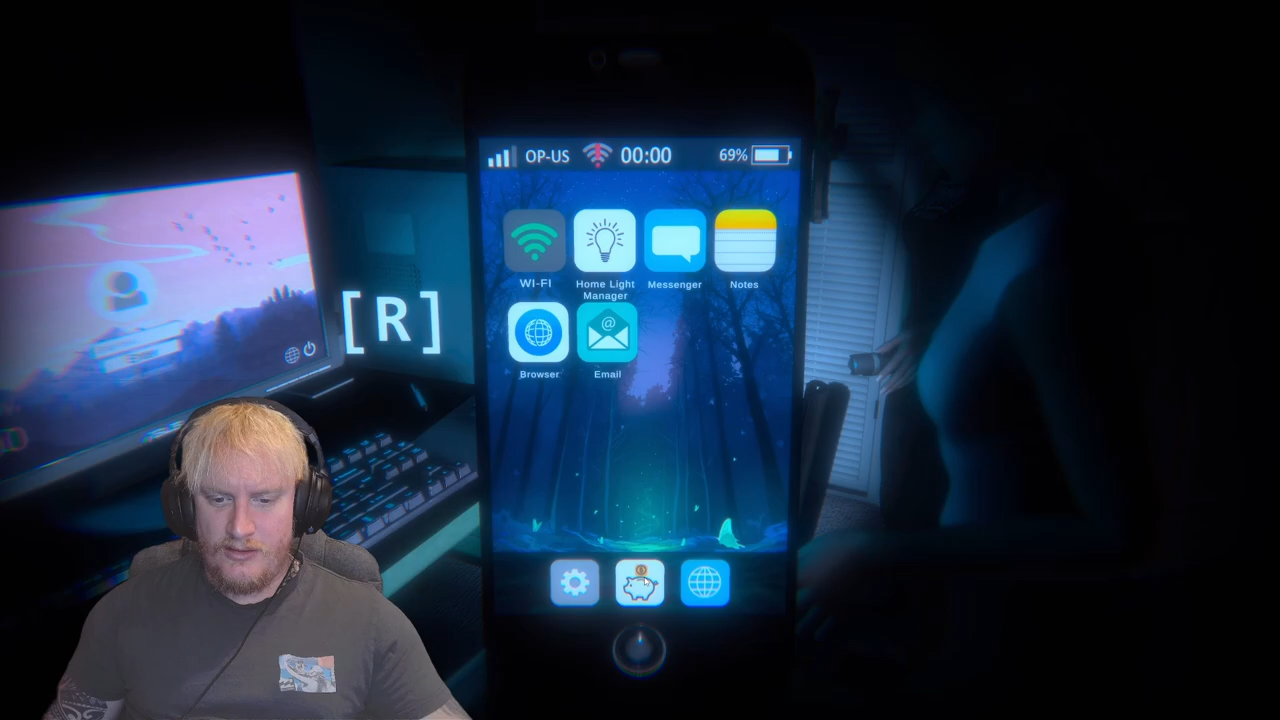 OP-US 00:00 69%
[R]
WI-FI
Home Light
Manager
Messenger
Notes
@
Browser
Email